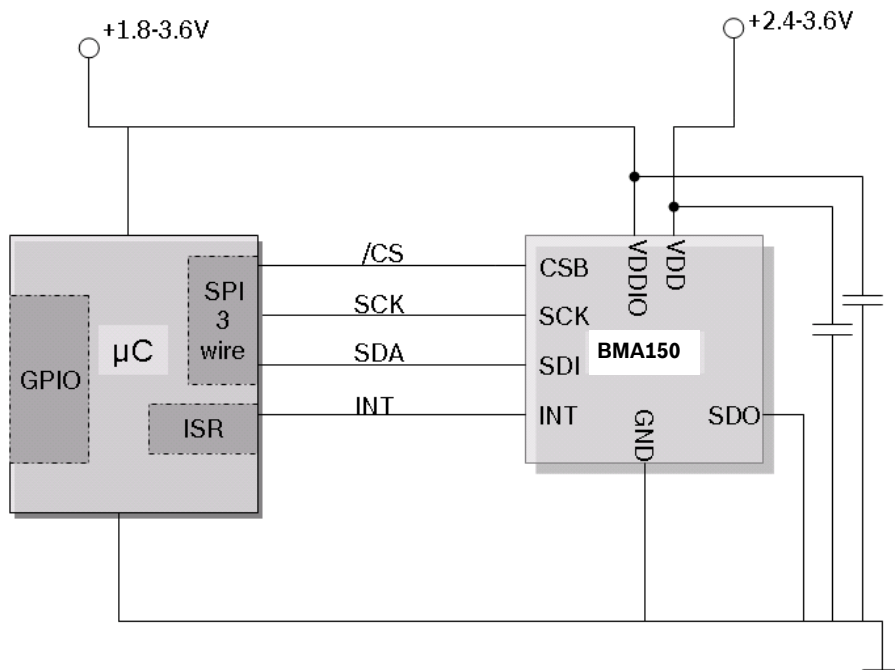 +1.8-3.6V
+2.4-3.6V
/CS
SCK
SDA
INT
SPI
3
wire
µC
GPIO
ISR
CSB
SCK
SDI
INT
VDDIO
VDD
BMA150
GND
SDO